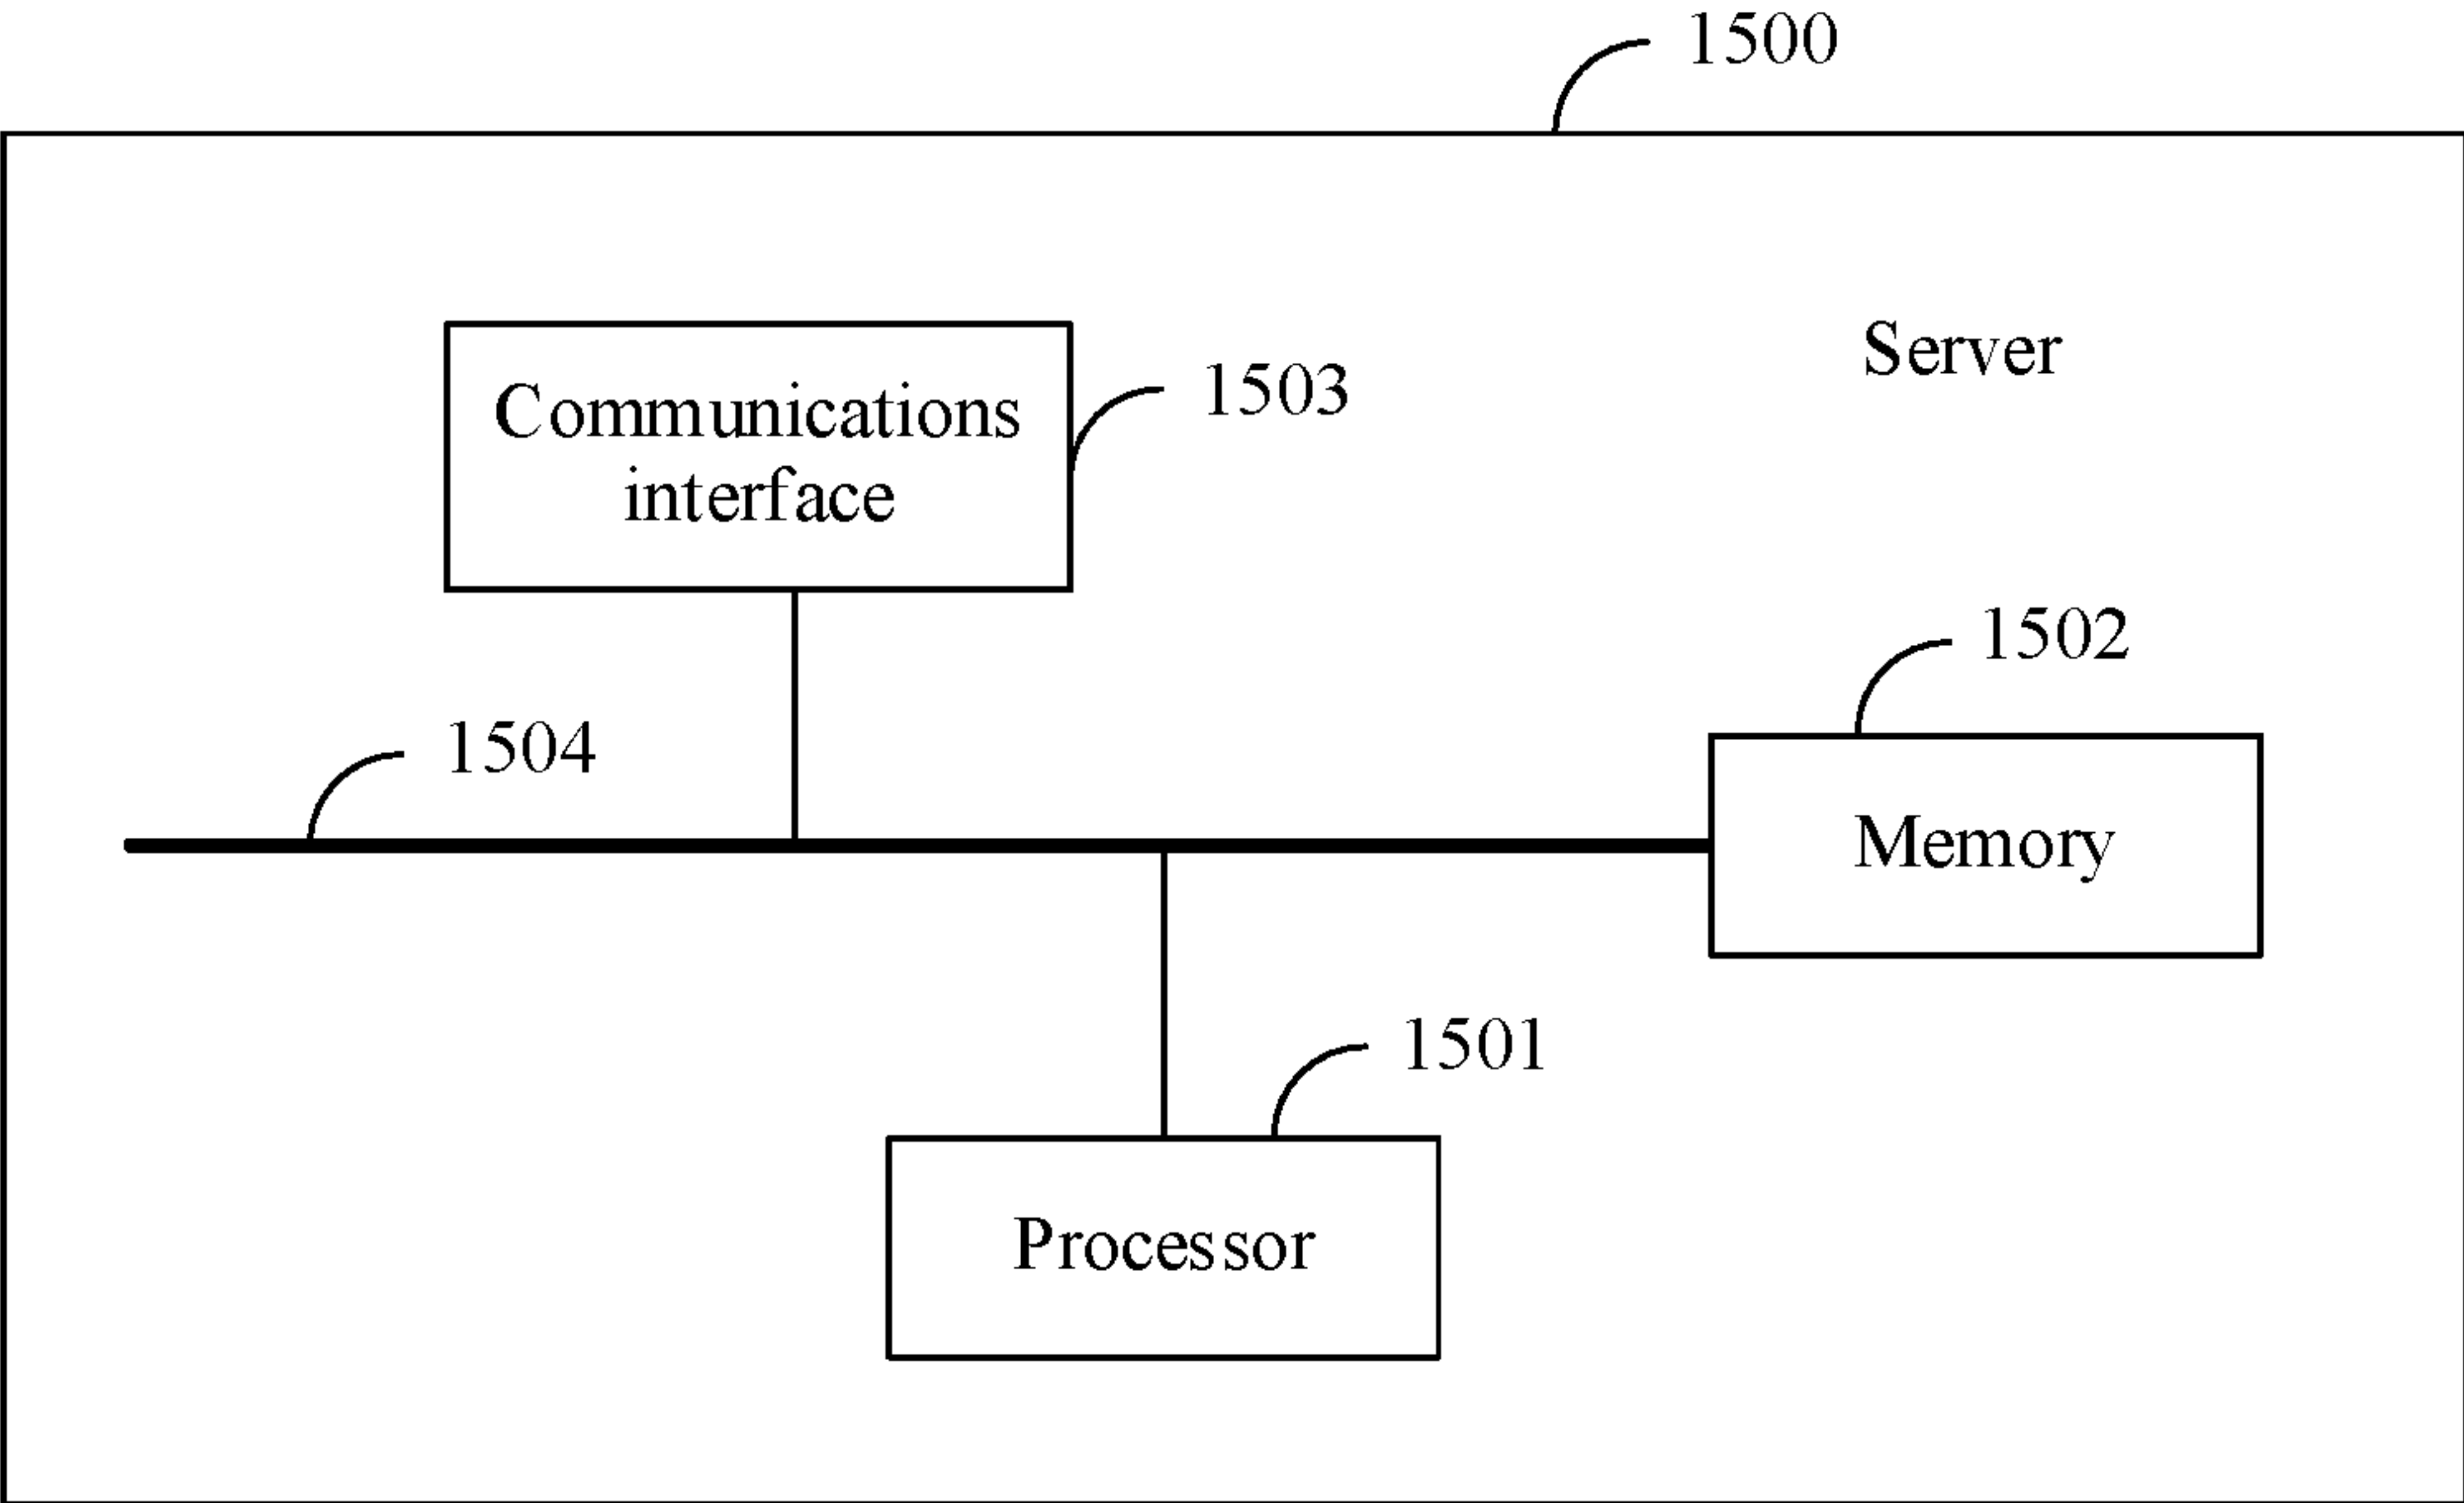 1500
Server
Communications
interface
1503
1502
1504
Memory
1501
Processor